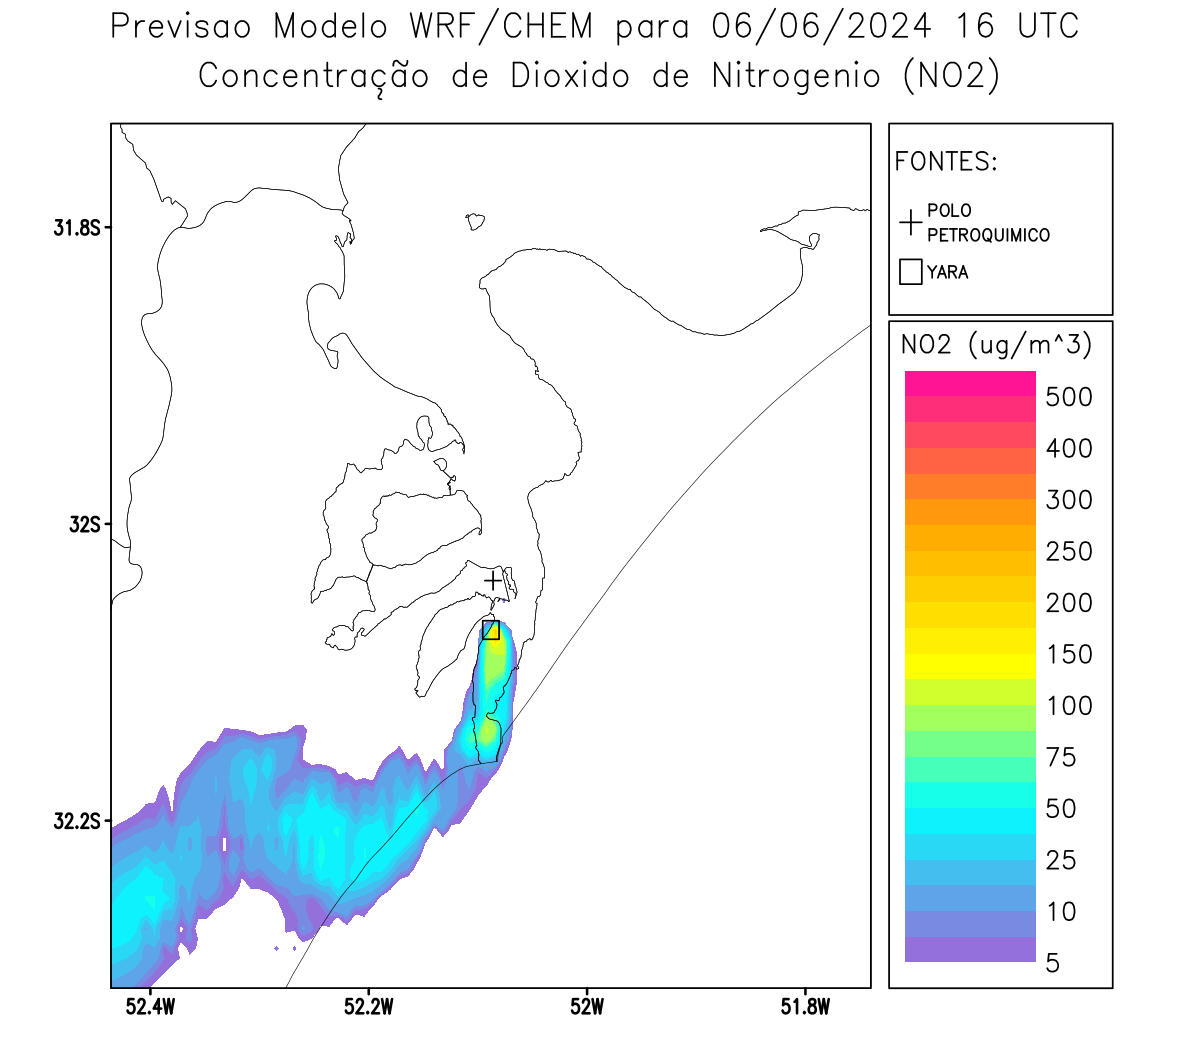 Previsao Modelo WRF/CHEM para 06/06/2024 16 UTC
Concentração de Dioxido de Nitrogenio (NO2)
FONTES:
POLO
PETROQUIMICO
YARA
NO2 (ug/m^3)
500
400
300
250
200
150
100
75
50
25
10
5
31.8S
32S
32.2S
52.4W
52.2W
52W
51.8W